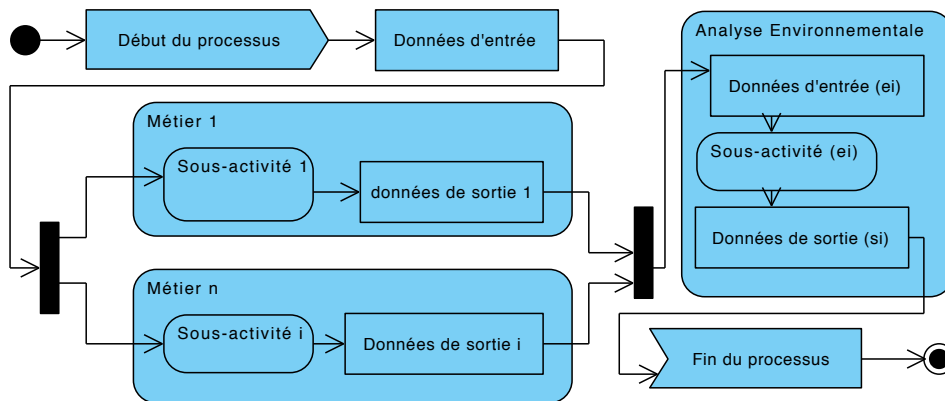 Début du processus
Données d'entrée
Analyse Environnementale
Données d'entrée (ei)
Sous-activité (ei)
Données de sortie (si)
Métier 1
Sous-activité 1
données de sortie 1
Métier n
Sous-activité i
Données de sortie i
Fin du processus